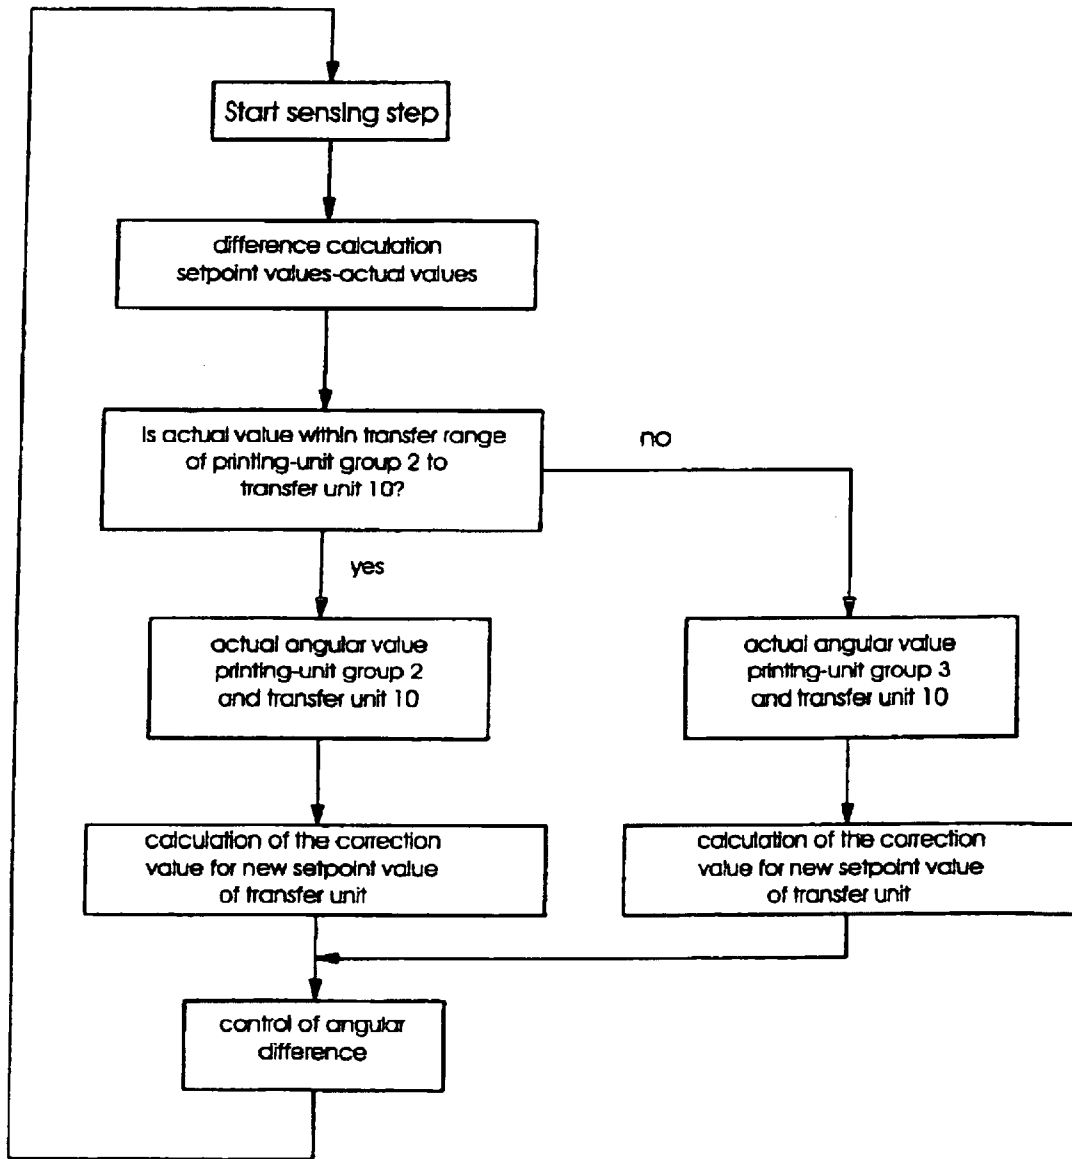 Start sensing step
difference calculation
setpoint values-actual values
Is actual value within transfer range
of printing-unit group 2 to
transfer unit 10?
no
yes
actual angular value
printing-unit group 2
and transfer unit 10
actual angular value
printing-unit group 3
and transfer unit 10
calculation of the correction
value for new setpoint value
of transfer unit
calculation of the correction
value for new setpoint value
of transfer unit
control of angular
difference